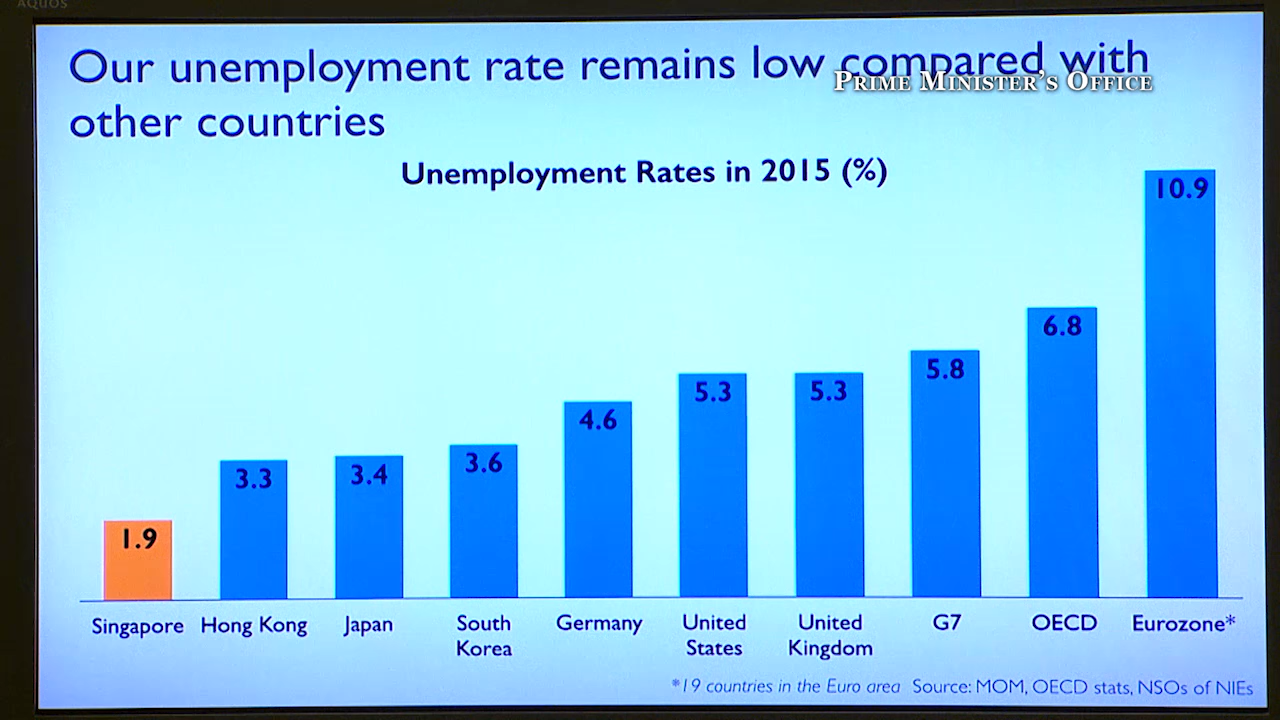 AQUOS
Our unemployment rate remains low compared with
PRIME MINISTER'S OFFICE
other countries
Unemployment Rates in 2015 (%)
10.9
6.8
5.8
5.3
5.3
4.6
3.6
3.4
3.3
1.9
Singapore Hong Kong Japan South Korea Germany United States United Kingdom G7 OECD Eurozone*
*19 countries in the Euro area Source: MOM, OECD stats, NSOs of NIEs